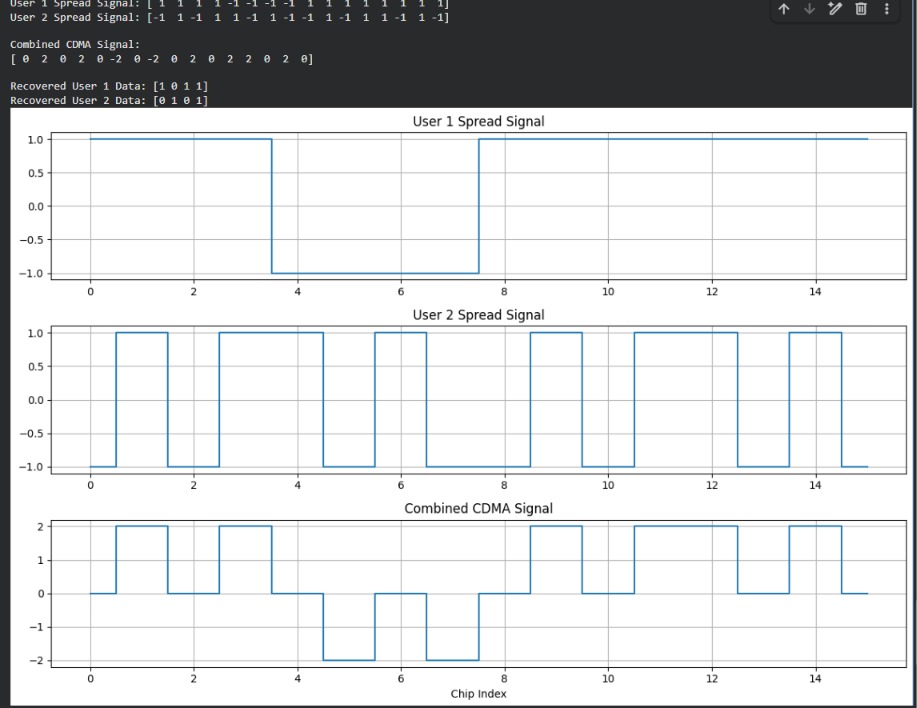 User 1 Spread Signal: [ 1  1  1  1 -1 -1 -1 -1  1  1  1  1  1  1  1  1]
User 2 Spread Signal: [-1  1 -1  1  1 -1  1 -1 -1  1 -1  1  1 -1  1 -1]
Combined CDMA Signal:
[ 0  2  0  2  0 -2  0 -2  0  2  0  2  2  0  2  0]
Recovered User 1 Data: [1 0 1 1]
Recovered User 2 Data: [0 1 0 1]
User 1 Spread Signal
1.0
0.5
0.0
−0.5
−1.0
0 2 4 6 8 10 12 14
User 2 Spread Signal
1.0
0.5
0.0
−0.5
−1.0
0 2 4 6 8 10 12 14
Combined CDMA Signal
2
1
0
−1
−2
0 2 4 6 8 10 12 14
Chip Index